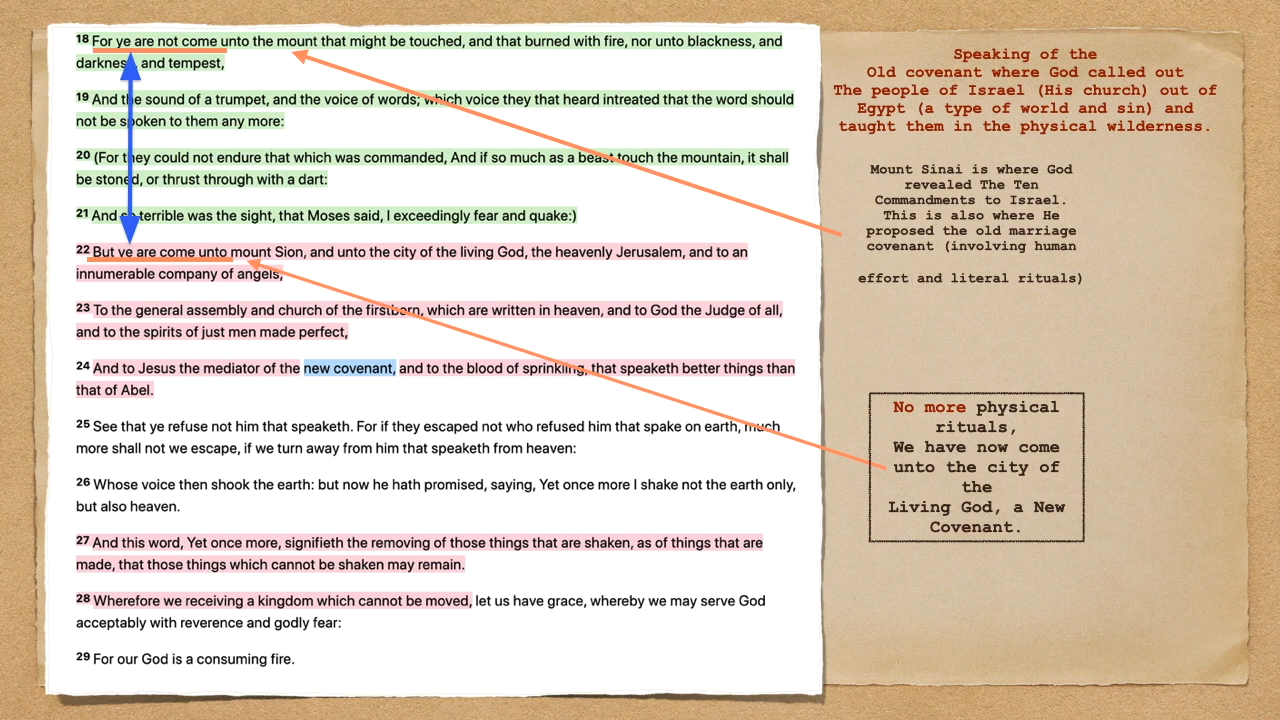 18 For ye are not come unto the mount that might be touched, and that burned with fire, nor unto blackness, and
darkness, and tempest,
19 And the sound of a trumpet, and the voice of words; which voice they that heard intreated that the word should
not be spoken to them any more:
20 (For they could not endure that which was commanded, And if so much as a beast touch the mountain, it shall
be stoned, or thrust through with a dart:
21 And so terrible was the sight, that Moses said, I exceedingly fear and quake:)
22 But ye are come unto mount Sion, and unto the city of the living God, the heavenly Jerusalem, and to an
innumerable company of angels,
23 To the general assembly and church of the firstborn, which are written in heaven, and to God the Judge of all,
and to the spirits of just men made perfect,
24 And to Jesus the mediator of the new covenant, and to the blood of sprinkling, that speaketh better things than
that of Abel.
25 See that ye refuse not him that speaketh. For if they escaped not who refused him that spake on earth, much
more shall not we escape, if we turn away from him that speaketh from heaven:
26 Whose voice then shook the earth: but now he hath promised, saying, Yet once more I shake not the earth only,
but also heaven.
27 And this word, Yet once more, signifieth the removing of those things that are shaken, as of things that are
made, that those things which cannot be shaken may remain.
28 Wherefore we receiving a kingdom which cannot be moved, let us have grace, whereby we may serve God
acceptably with reverence and godly fear:
29 For our God is a consuming fire.
Speaking of the
Old covenant where God called out
The people of Israel (His church) out of
Egypt (a type of world and sin) and
taught them in the physical wilderness.
Mount Sinai is where God
revealed The Ten
Commandments to Israel.
This is also where He
proposed the old marriage
covenant (involving human
effort and literal rituals)
No more physical
rituals,
We have now come
unto the city of
the
Living God, a New
Covenant.